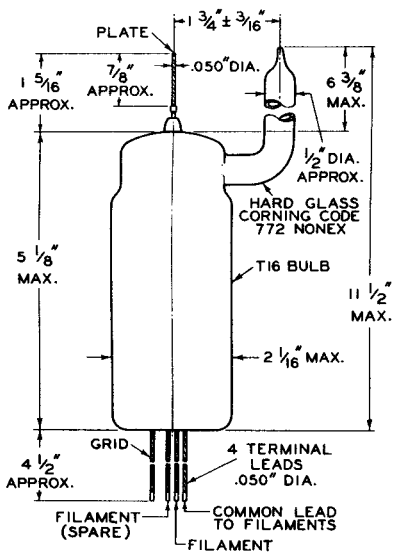 1 3/4" ± 3/16"
PLATE
7/8"
APPROX.
.050" DIA.
1 5/16"
APPROX.
6 3/8"
MAX.
1/2" DIA.
APPROX.
HARD GLASS
CORNING CODE
772 NONEX
5 1/8"
MAX.
T16 BULB
11 1/2"
MAX.
2 1/16" MAX.
GRID
4 1/2"
APPROX.
4 TERMINAL
LEADS
.050" DIA.
FILAMENT
(SPARE)
COMMON LEAD
TO FILAMENTS
FILAMENT